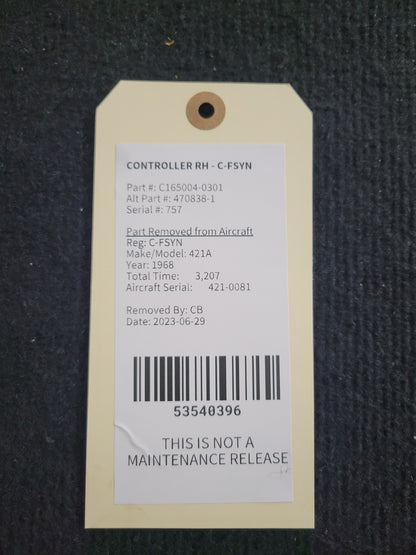 CONTROLLER RH - C-FSYN
Part #: C165004-0301
Alt Part #: 470838-1
Serial #: 757
Part Removed from Aircraft
Reg: C-FSYN
Make/Model: 421A
Year: 1968
Total Time: 3,207
Aircraft Serial: 421-0081
Removed By: CB
Date: 2023-06-29
53540396
THIS IS NOT A
MAINTENANCE RELEASE